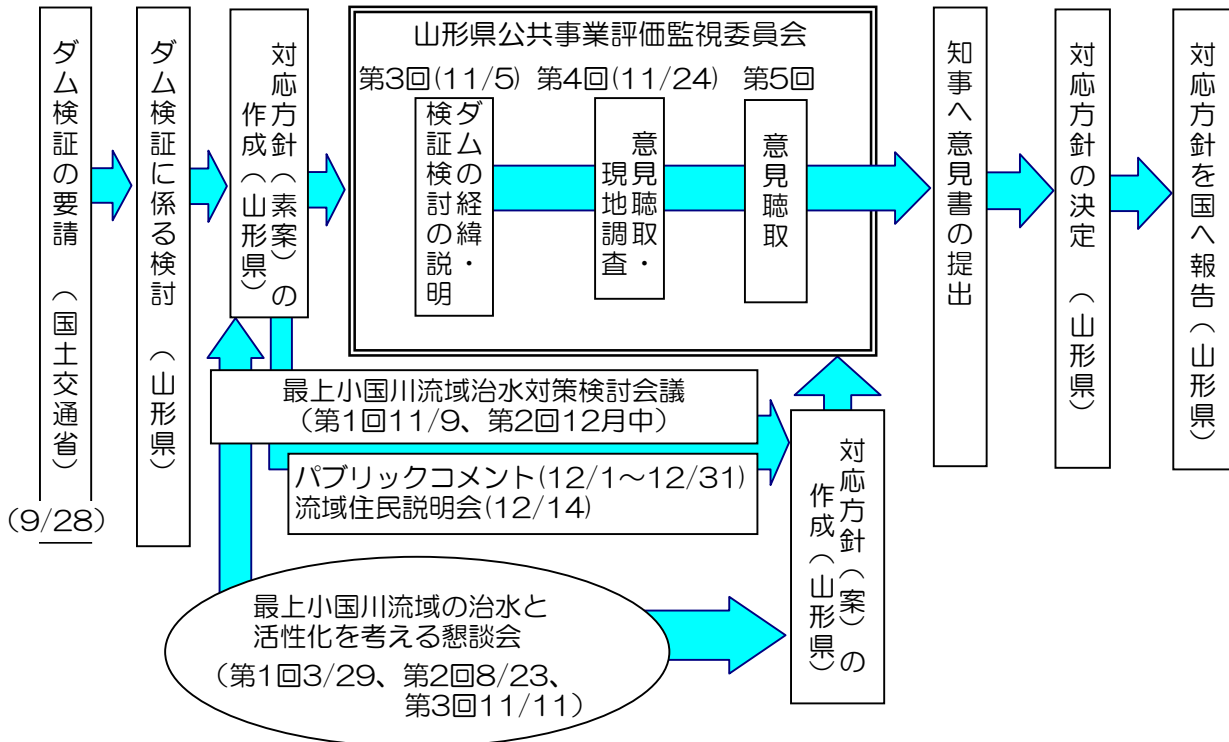 ダム検証の要請　（国土交通省）
（9/28）
ダム検証に係る検討　（山形県）
対応方針（素案）の
作成（山形県）
山形県公共事業評価監視委員会
第3回(11/5)
ダムの経緯・
検証検討の説明
第4回(11/24)
意見聴取・
現地調査
第5回
意見聴取
知事へ意見書の提出
対応方針の決定　（山形県）
対応方針を国へ報告（山形県）
最上小国川流域治水対策検討会議
（第1回11/9、第2回12月中）
パブリックコメント(12/1～12/31)
流域住民説明会(12/14)
対応方針（案）の
作成（山形県）
最上小国川流域の治水と
活性化を考える懇談会
（第1回3/29、第2回8/23、
第3回11/11）